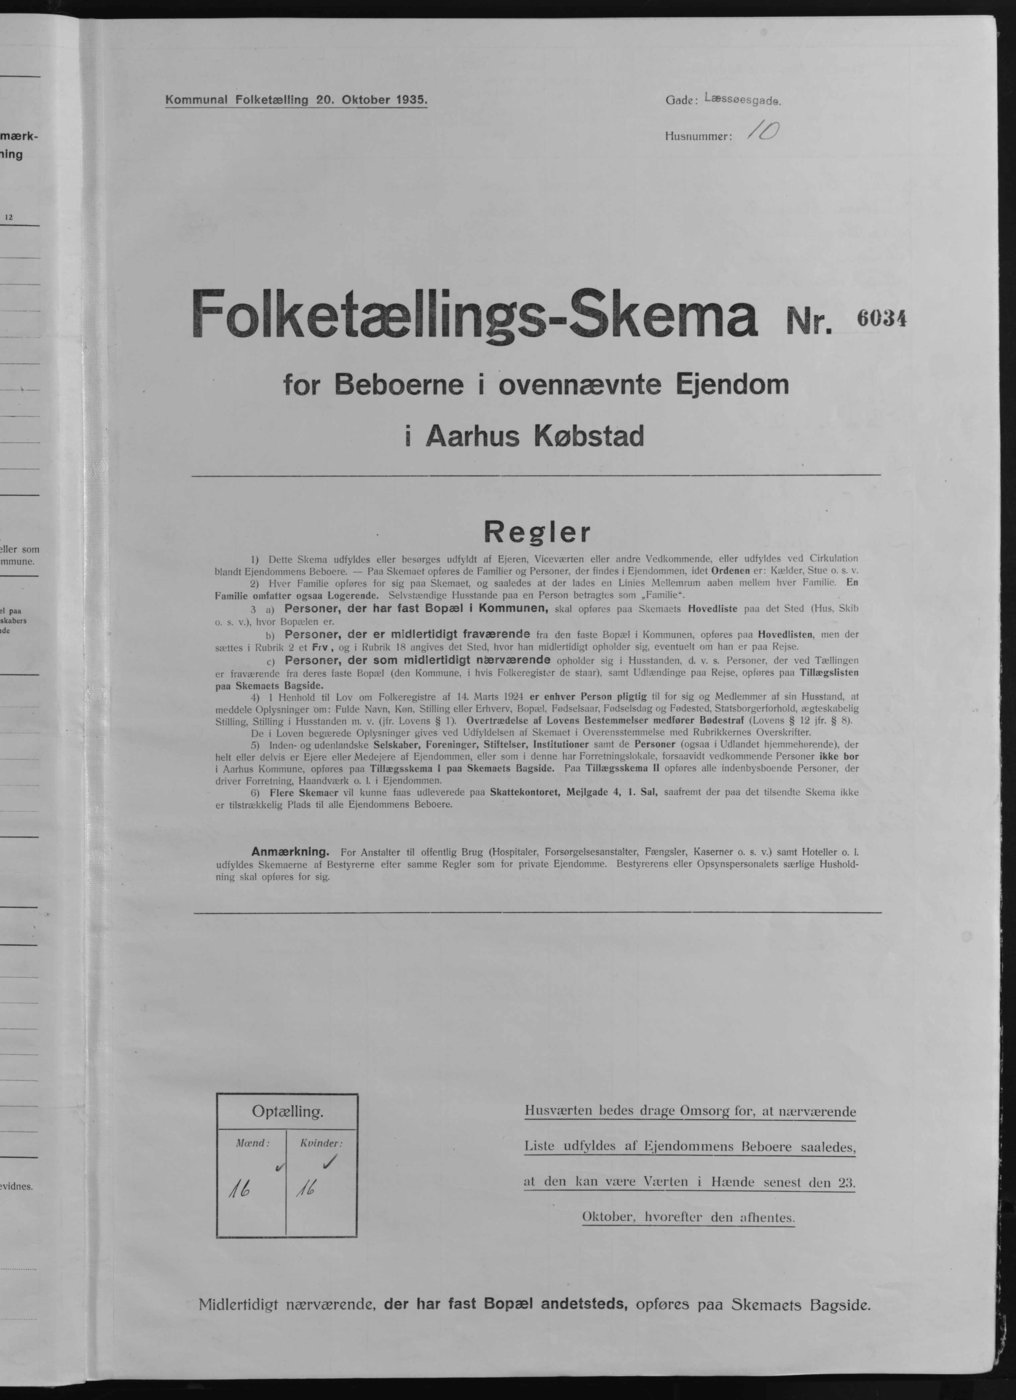 mærk-
ning
12
eller som
mmune.
el paa
skabers
nde
evidnes.
Kommunal Folketælling 20. Oktober 1935.
Gade: Læssøesgade.
Husnummer: 10
Folketællings-Skema Nr. 6034
for Beboerne i ovennævnte Ejendom
i Aarhus Købstad
Regler
1) Dette Skema udfyldes eller besørges udfyldt af Ejeren, Viceværten eller andre Vedkommende, eller udfyldes ved Cirkulation
blandt Ejendommens Beboere. — Paa Skemaet opføres de Familier og Personer, der findes i Ejendommen, idet Ordenen er: Kælder, Stue o. s. v.
2) Hver Familie opføres for sig paa Skemaet, og saaledes at der lades en Linies Mellemrum aaben mellem hver Familie. En
Familie omfatter ogsaa Logerende. Selvstændige Husstande paa en Person betragtes som „Familie“.
3 a) Personer, der har fast Bopæl i Kommunen, skal opføres paa Skemaets Hovedliste paa det Sted (Hus, Skib
o. s. v.), hvor Bopælen er.
b) Personer, der er midlertidigt fraværende fra den faste Bopæl i Kommunen, opføres paa Hovedlisten, men der
sættes i Rubrik 2 et Frv, og i Rubrik 18 angives det Sted, hvor han midlertidigt opholder sig, eventuelt om han er paa Rejse.
c) Personer, der som midlertidigt nærværende opholder sig i Husstanden, d. v. s. Personer, der ved Tællingen
er fraværende fra deres faste Bopæl (den Kommune, i hvis Folkeregister de staar), samt Udlændinge paa Rejse, opføres paa Tillægslisten
paa Skemaets Bagside.
4) I Henhold til Lov om Folkeregistre af 14. Marts 1924 er enhver Person pligtig til for sig og Medlemmer af sin Husstand, at
meddele Oplysninger om: Fulde Navn, Køn, Stilling eller Erhverv, Bopæl, Fødselsaar, Fødselsdag og Fødested, Statsborgerforhold, ægteskabelig
Stilling, Stilling i Husstanden m. v. (jfr. Lovens § 1). Overtrædelse af Lovens Bestemmelser medfører Bødestraf (Lovens § 12 jfr. § 8).
De i Loven begærede Oplysninger gives ved Udfyldelsen af Skemaet i Overensstemmelse med Rubrikkernes Overskrifter.
5) Inden- og udenlandske Selskaber, Foreninger, Stiftelser, Institutioner samt de Personer (ogsaa i Udlandet hjemmehørende), der
helt eller delvis er Ejere eller Medejere af Ejendommen, eller som i denne har Forretningslokale, forsaavidt vedkommende Personer ikke bor
i Aarhus Kommune, opføres paa Tillægsskema I paa Skemaets Bagside. Paa Tillægsskema II opføres alle indenbysboende Personer, der
driver Forretning, Haandværk o. l. i Ejendommen.
6) Flere Skemaer vil kunne faas udleverede paa Skattekontoret, Mejlgade 4, 1. Sal, saafremt der paa det tilsendte Skema ikke
er tilstrækkelig Plads til alle Ejendommens Beboere.
Anmærkning. For Anstalter til offentlig Brug (Hospitaler, Forsørgelsesanstalter, Fængsler, Kaserner o. s. v.) samt Hoteller o. l.
udfyldes Skemaerne af Bestyrerne efter samme Regler som for private Ejendomme. Bestyrerens eller Opsynspersonalets særlige Hushold-
ning skal opføres for sig.
Optælling.
Mænd: Kvinder:
16 16
Husværten bedes drage Omsorg for, at nærværende
Liste udfyldes af Ejendommens Beboere saaledes,
at den kan være Værten i Hænde senest den 23.
Oktober, hvorefter den afhentes.
Midlertidigt nærværende, der har fast Bopæl andetsteds, opføres paa Skemaets Bagside.